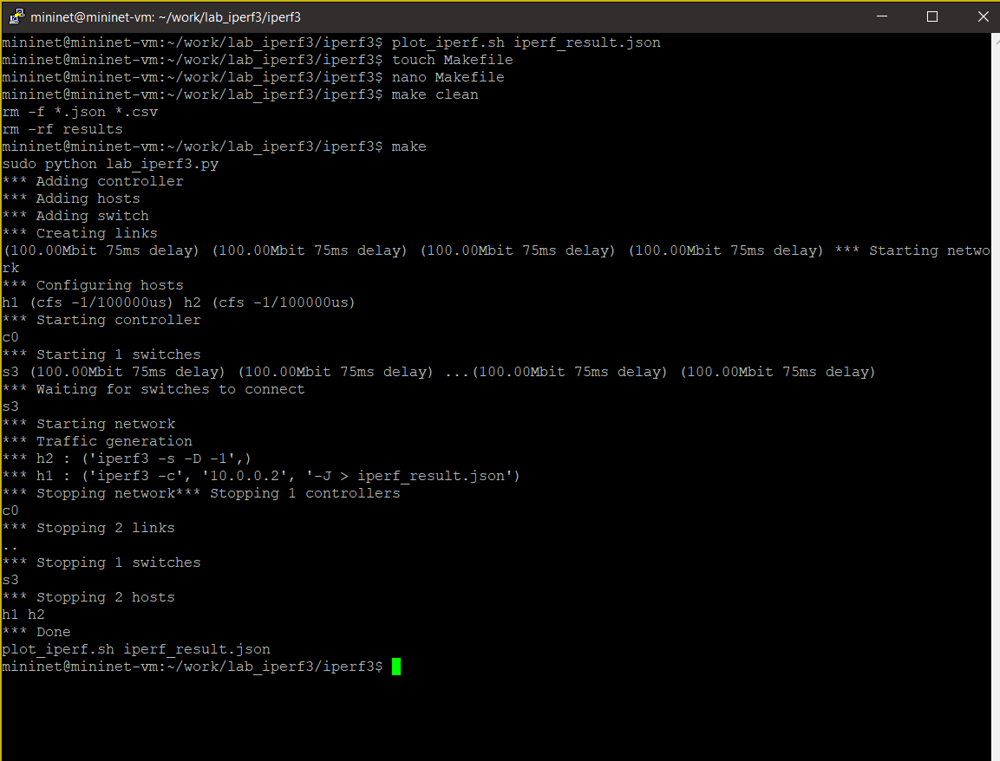 mininet@mininet-vm: ~/work/lab_iperf3/iperf3
mininet@mininet-vm:~/work/lab_iperf3/iperf3$ plot_iperf.sh iperf_result.json
mininet@mininet-vm:~/work/lab_iperf3/iperf3$ touch Makefile
mininet@mininet-vm:~/work/lab_iperf3/iperf3$ nano Makefile
mininet@mininet-vm:~/work/lab_iperf3/iperf3$ make clean
rm -f *.json *.csv
rm -rf results
mininet@mininet-vm:~/work/lab_iperf3/iperf3$ make
sudo python lab_iperf3.py
*** Adding controller
*** Adding hosts
*** Adding switch
*** Creating links
(100.00Mbit 75ms delay) (100.00Mbit 75ms delay) (100.00Mbit 75ms delay) (100.00Mbit 75ms delay) *** Starting netwo
rk
*** Configuring hosts
h1 (cfs -1/100000us) h2 (cfs -1/100000us)
*** Starting controller
c0
*** Starting 1 switches
s3 (100.00Mbit 75ms delay) (100.00Mbit 75ms delay) ...(100.00Mbit 75ms delay) (100.00Mbit 75ms delay)
*** Waiting for switches to connect
s3
*** Starting network
*** Traffic generation
*** h2 : ('iperf3 -s -D -1',)
*** h1 : ('iperf3 -c', '10.0.0.2', '-J > iperf_result.json')
*** Stopping network*** Stopping 1 controllers
c0
*** Stopping 2 links
..
*** Stopping 1 switches
s3
*** Stopping 2 hosts
h1 h2
*** Done
plot_iperf.sh iperf_result.json
mininet@mininet-vm:~/work/lab_iperf3/iperf3$